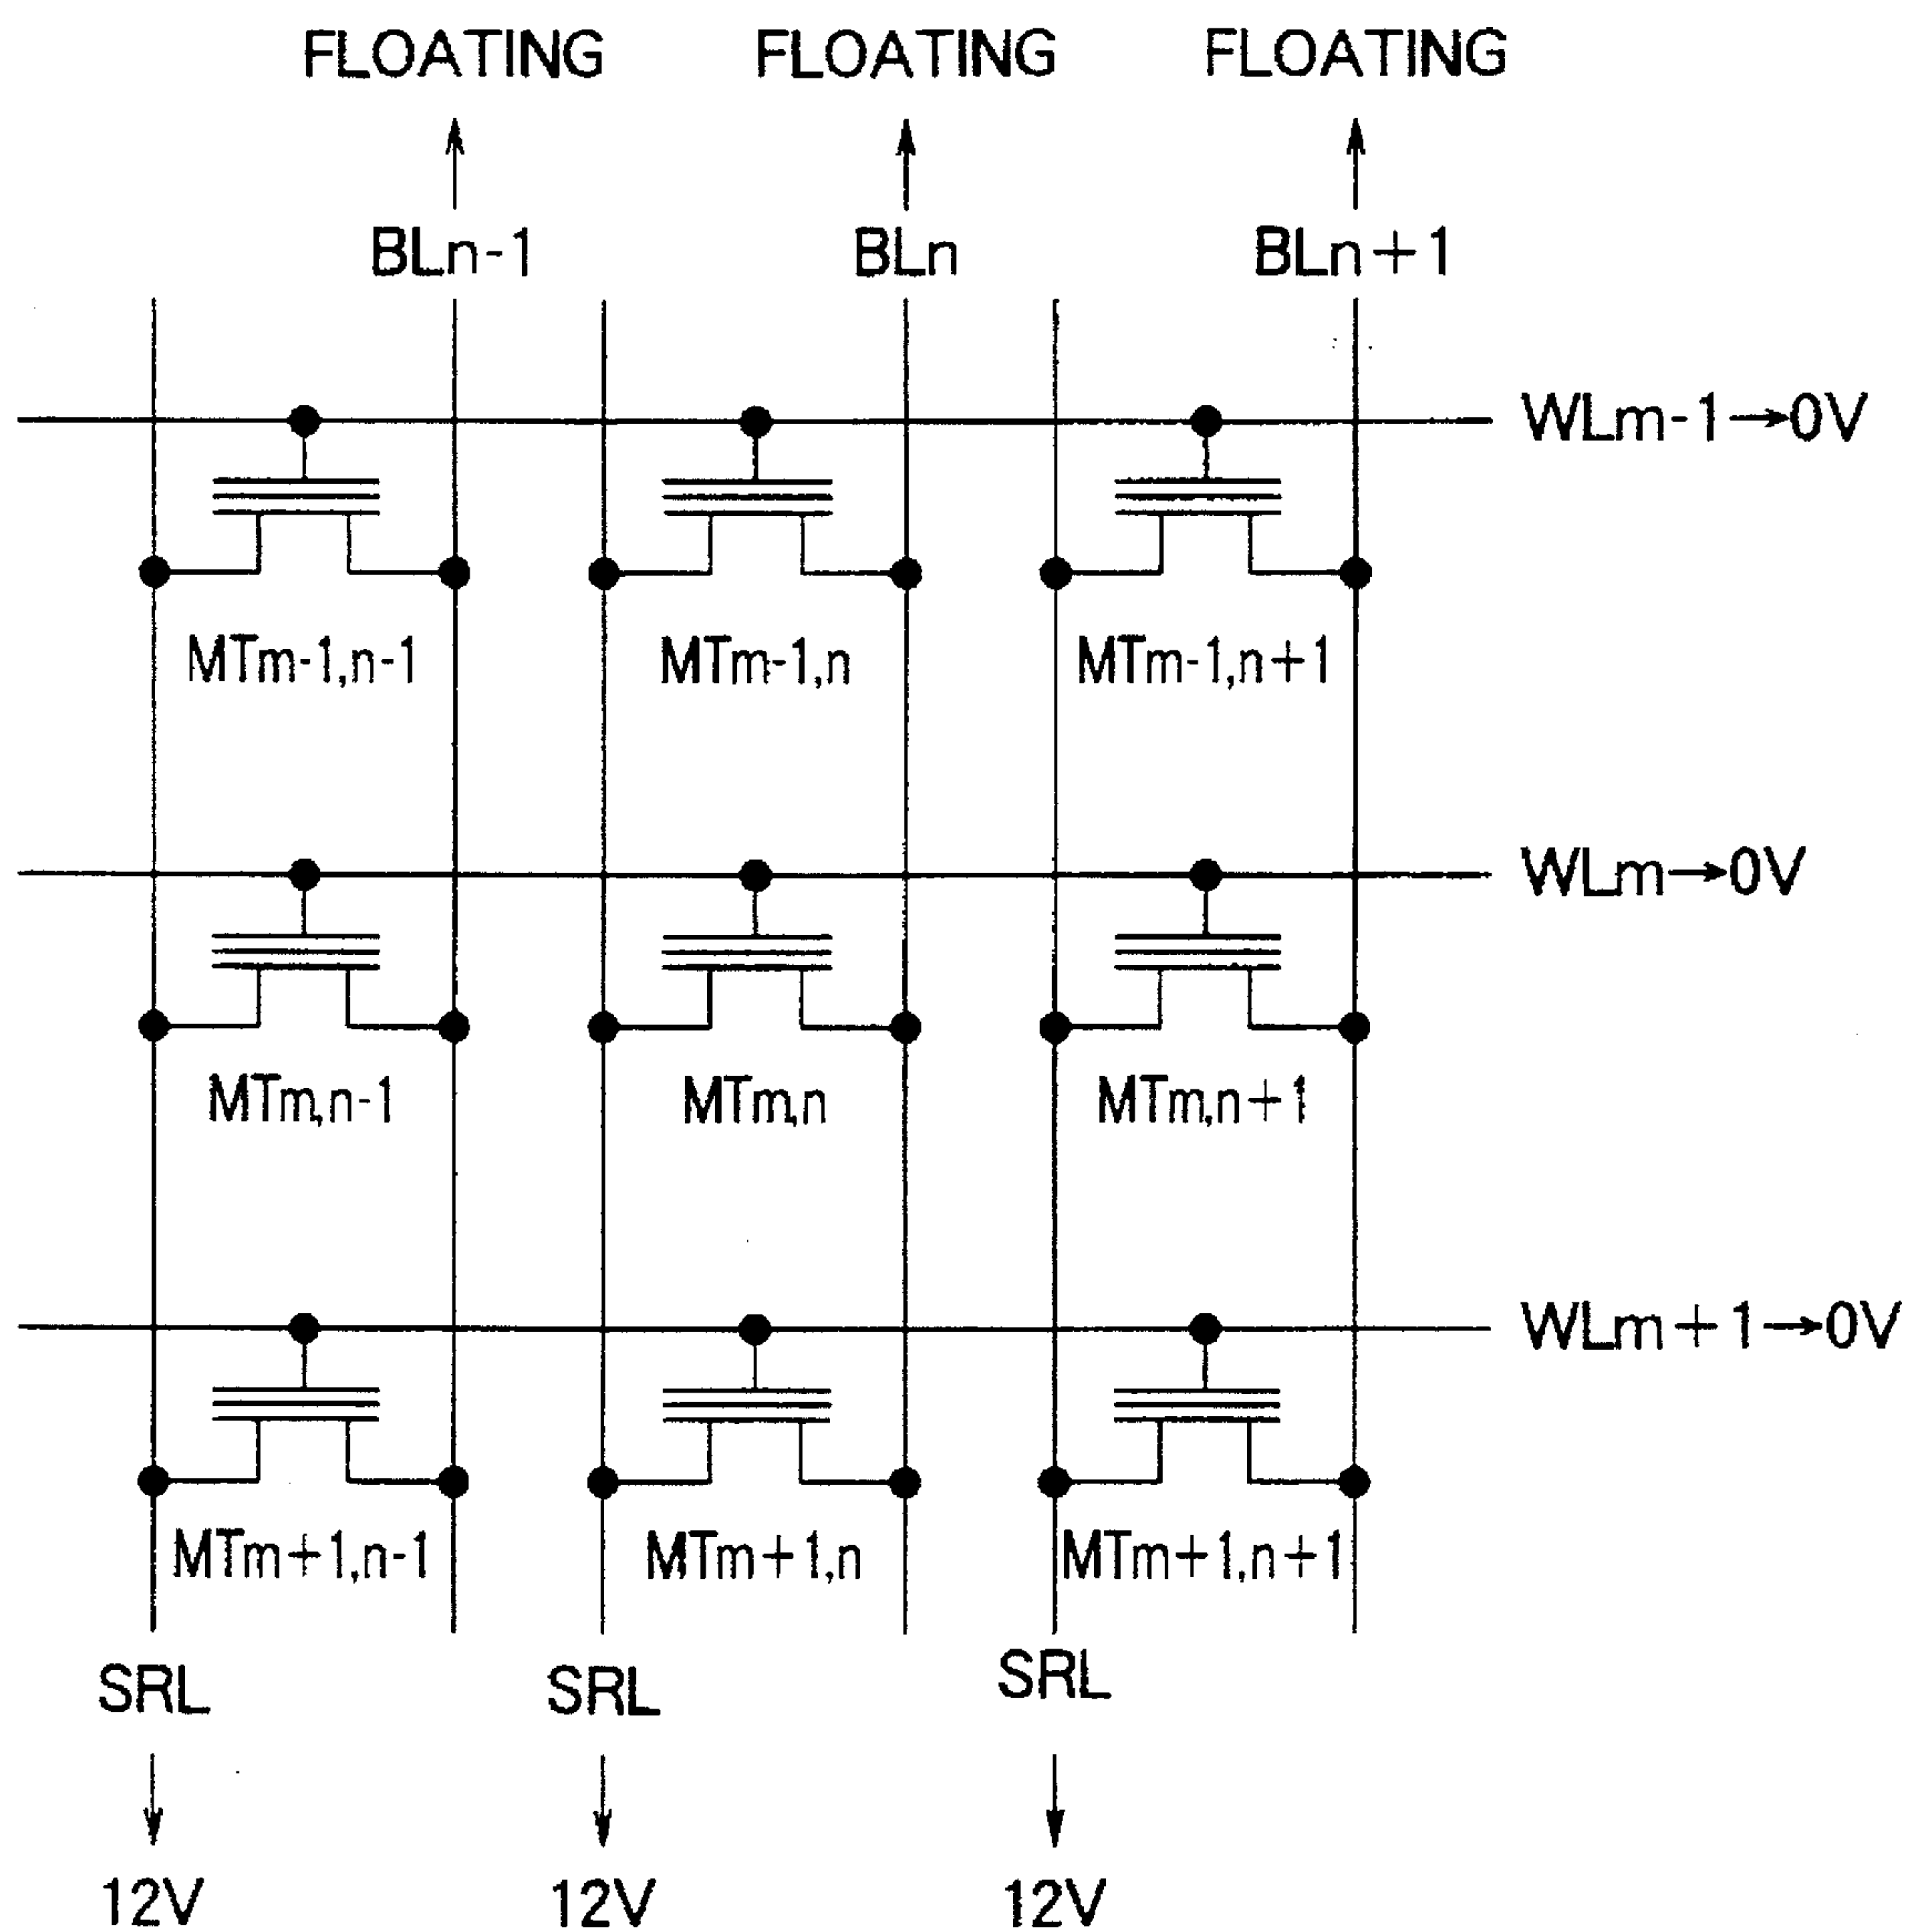 FLOATING FLOATING FLOATING
BLn-1 BLn BLn+1
WLm-1→0V
MTm-1,n-1 MTm-1,n MTm-1,n+1
WLm→0V
MTm,n-1 MTm,n MTm,n+1
WLm+1→0V
MTm+1,n-1 MTm+1,n MTm+1,n+1
SRL SRL SRL
12V 12V 12V